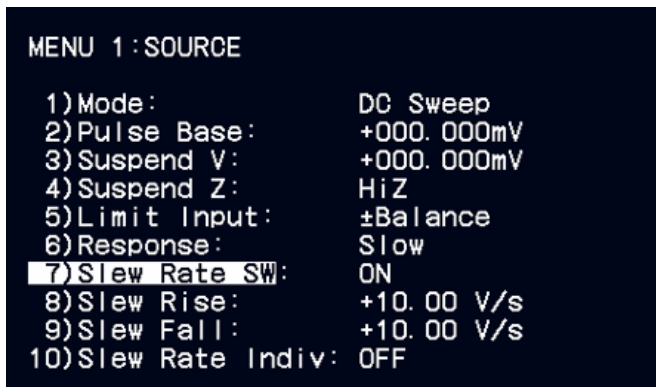 MENU 1:SOURCE
1)Mode: DC Sweep
2)Pulse Base: +000.000mV
3)Suspend V: +000.000mV
4)Suspend Z: HiZ
5)Limit Input: ±Balance
6)Response: Slow
7)Slew Rate SW: ON
8)Slew Rise: +10.00 V/s
9)Slew Fall: +10.00 V/s
10)Slew Rate Indiv: OFF